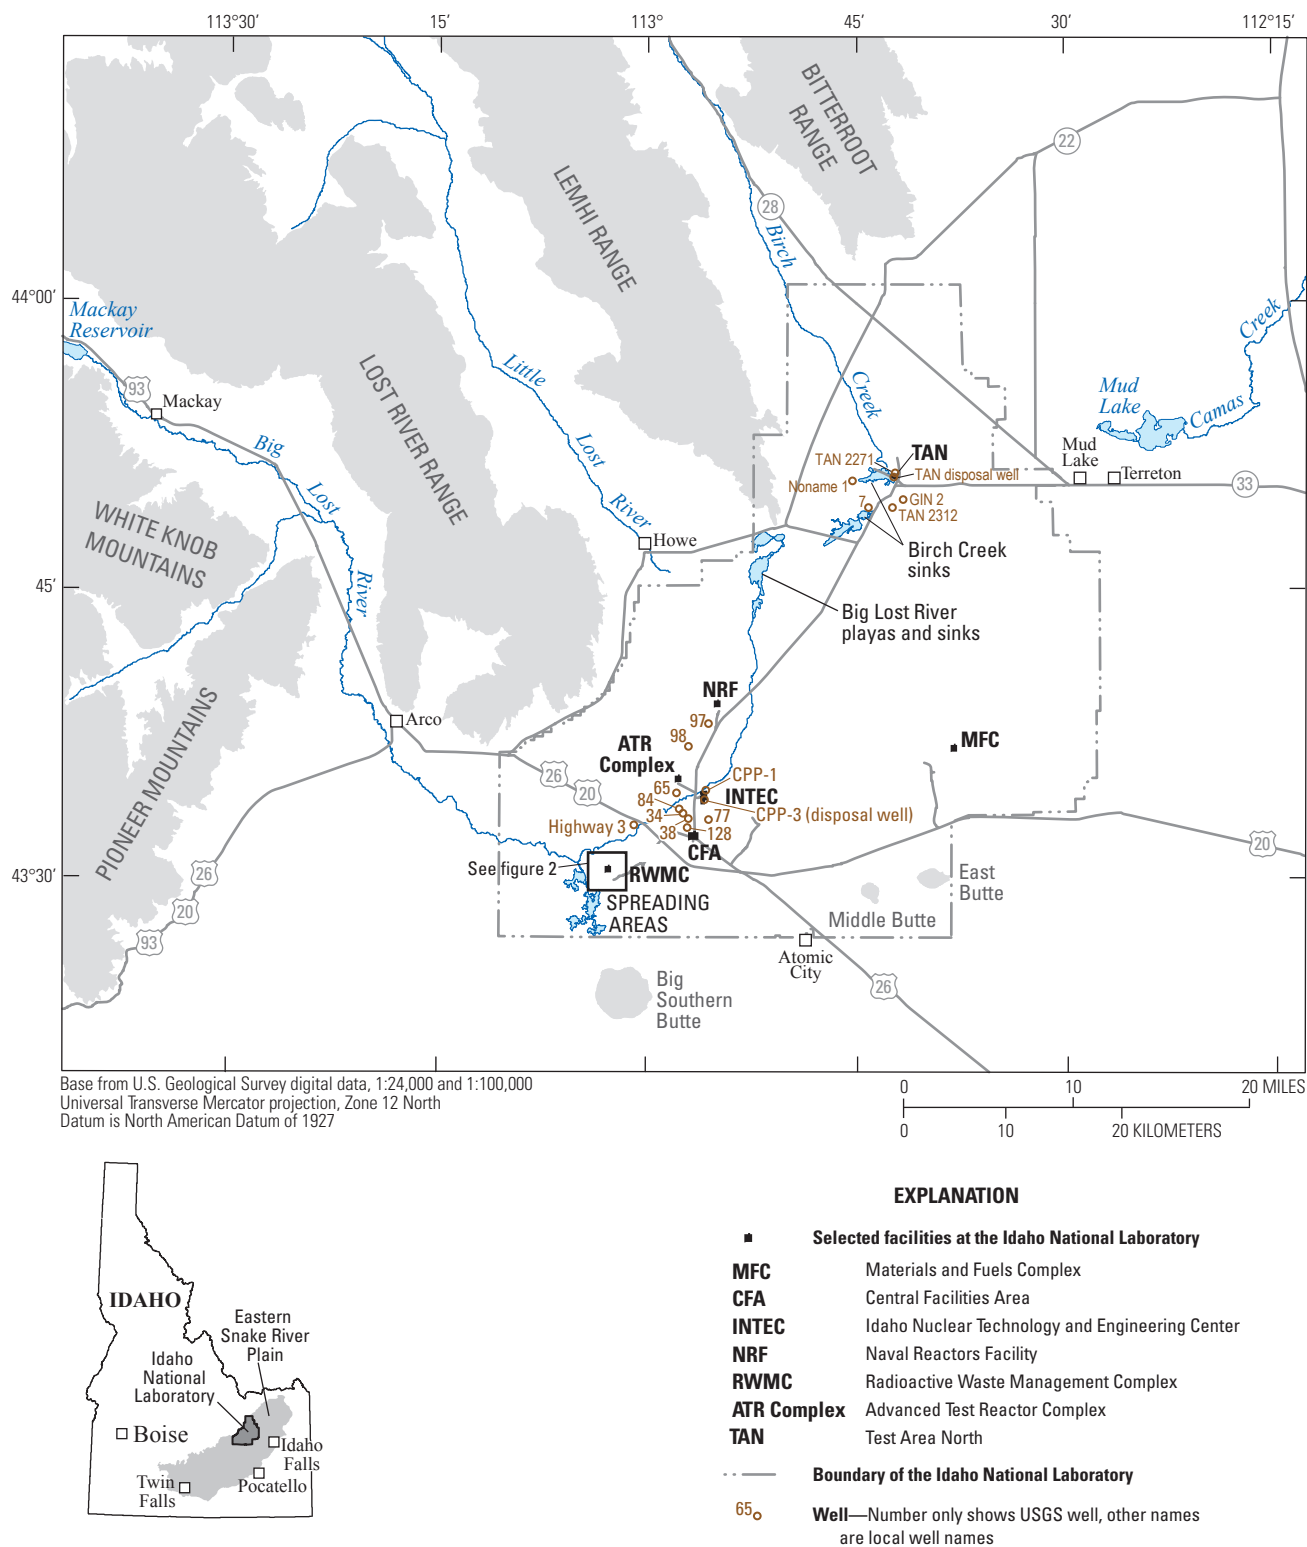 113°30'
15'
113°
45'
30'
112°15'
BITTERROOT
RANGE
22
LEMHI RANGE
28
Birch
44°00'
Mackay
Reservoir
Creek
LOST RIVER RANGE
Little
Creek
Mud
Lake
Camas
93
Mackay
Big
Lost
Lost
River
TAN
TAN 2271
TAN disposal well
Noname 1
Mud
Lake
Terreton
33
7
GIN 2
TAN 2312
WHITE KNOB
MOUNTAINS
Howe
Birch Creek
sinks
45'
River
Big Lost River
playas and sinks
PIONEER MOUNTAINS
NRF
97
98
Arco
MFC
ATR
Complex
26
20
65
CPP-1
INTEC
84
34
CPP-3 (disposal well)
77
Highway 3
38
128
CFA
20
See figure 2
RWMC
43°30'
26
20
93
SPREADING
AREAS
East
Butte
Middle Butte
Atomic
City
Big
Southern
Butte
26
Base from U.S. Geological Survey digital data, 1:24,000 and 1:100,000
Universal Transverse Mercator projection, Zone 12 North
Datum is North American Datum of 1927
0
10
20 MILES
0
10
20 KILOMETERS
IDAHO
Eastern
Snake River
Plain
Idaho
National
Laboratory
Boise
Idaho
Falls
Pocatello
Twin
Falls
EXPLANATION
Selected facilities at the Idaho National Laboratory
MFC Materials and Fuels Complex
CFA Central Facilities Area
INTEC Idaho Nuclear Technology and Engineering Center
NRF Naval Reactors Facility
RWMC Radioactive Waste Management Complex
ATR Complex Advanced Test Reactor Complex
TAN Test Area North
Boundary of the Idaho National Laboratory
65 Well—Number only shows USGS well, other names
are local well names